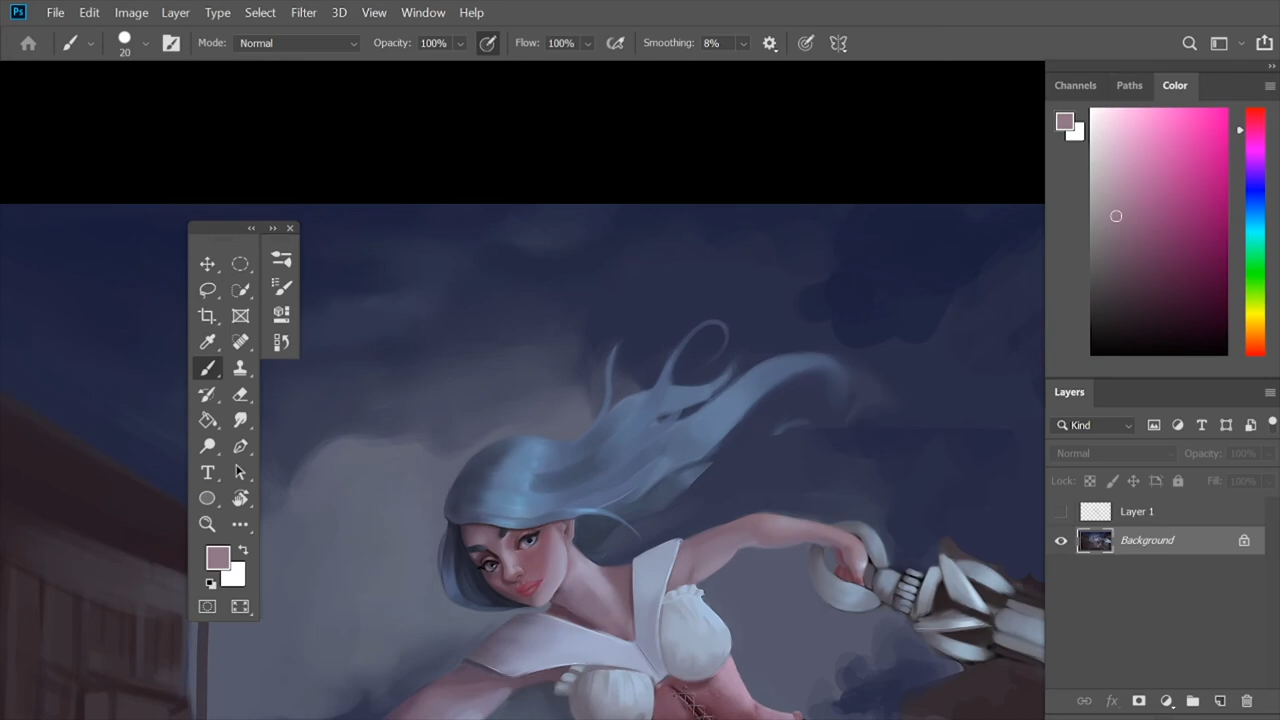 Ps File Edit Image Layer Type Select Filter 3D View Window Help
20 Mode: Normal Opacity: 100% Flow: 100% Smoothing: 8%
Channels Paths Color
Layers
Kind
Normal Opacity: 100%
Lock: Fill: 100%
Layer 1
Background